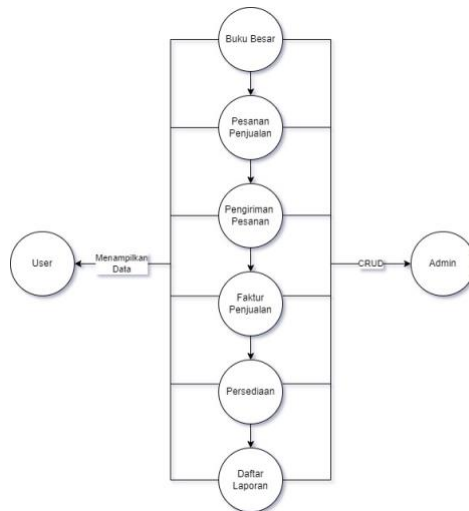 Buku Besar
Pesanan
Penjualan
Pengiriman
Pesanan
User
Menampilkan
Data
CRUD
Admin
Faktur
Penjualan
Persediaan
Daftar
Laporan